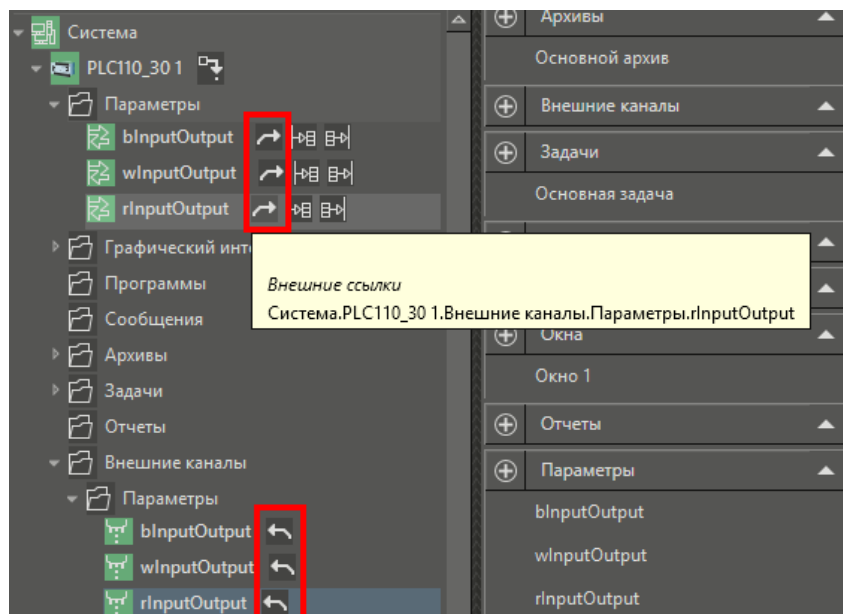 Система
PLC110_30 1
Параметры
bInputOutput
wInputOutput
rInputOutput
Графический инт
Программы
Сообщения
Архивы
Задачи
Отчеты
Внешние каналы
Параметры
bInputOutput
wInputOutput
rInputOutput
Внешние ссылки
Система.PLC110_30 1.Внешние каналы.Параметры.rInputOutput
Архивы
Основной архив
Внешние каналы
Задачи
Основная задача
Окна
Окно 1
Отчеты
Параметры
bInputOutput
wInputOutput
rInputOutput